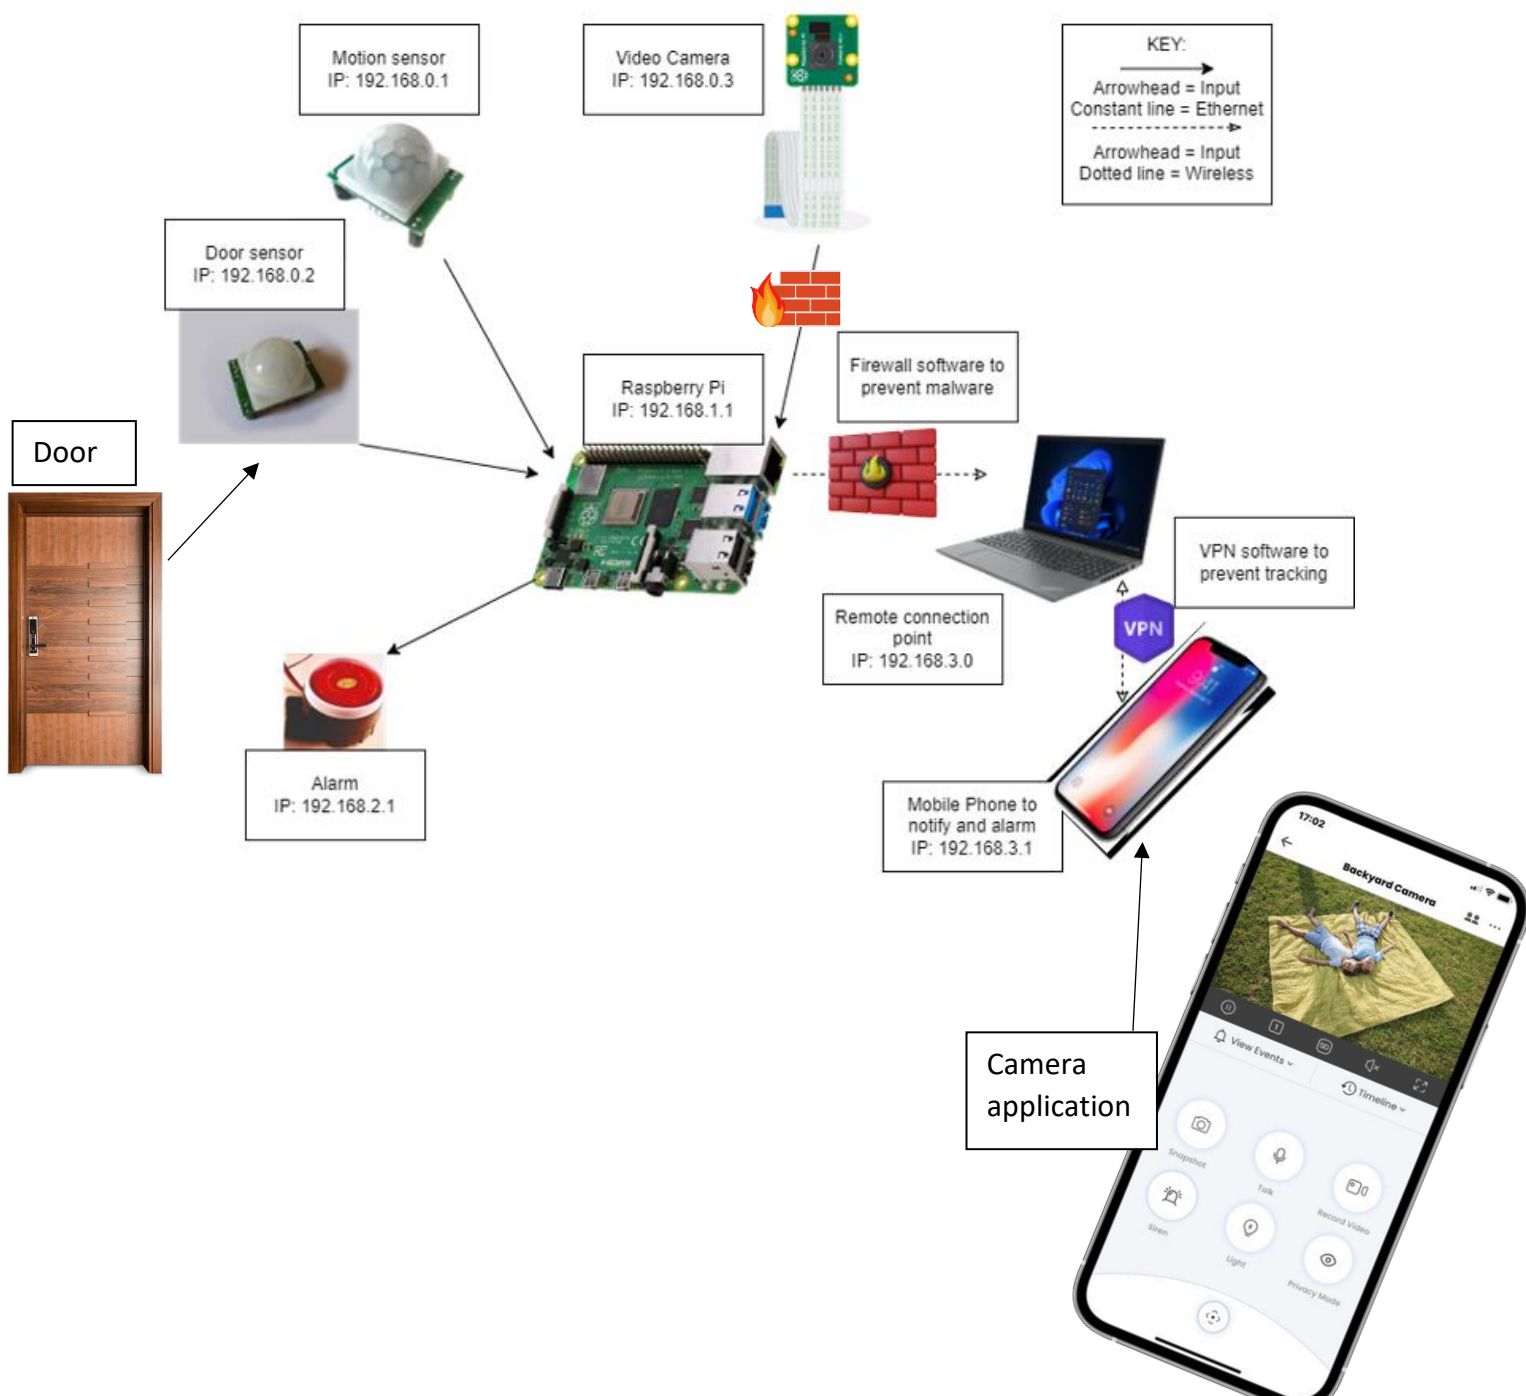 Motion sensor
IP: 192.168.0.1
Video Camera
IP: 192.168.0.3
KEY:
Arrowhead = Input
Constant line = Ethernet
Arrowhead = Input
Dotted line = Wireless
Door sensor
IP: 192.168.0.2
Raspberry Pi
IP: 192.168.1.1
Firewall software to
prevent malware
Door
VPN software to
prevent tracking
VPN
Remote connection
point
IP: 192.168.3.0
Alarm
IP: 192.168.2.1
Mobile Phone to
notify and alarm
IP: 192.168.3.1
Camera
application
17:02
Backyard Camera
View Events
Timeline
Snapshot
Talk
Record Video
Siren
Light
Privacy Mode